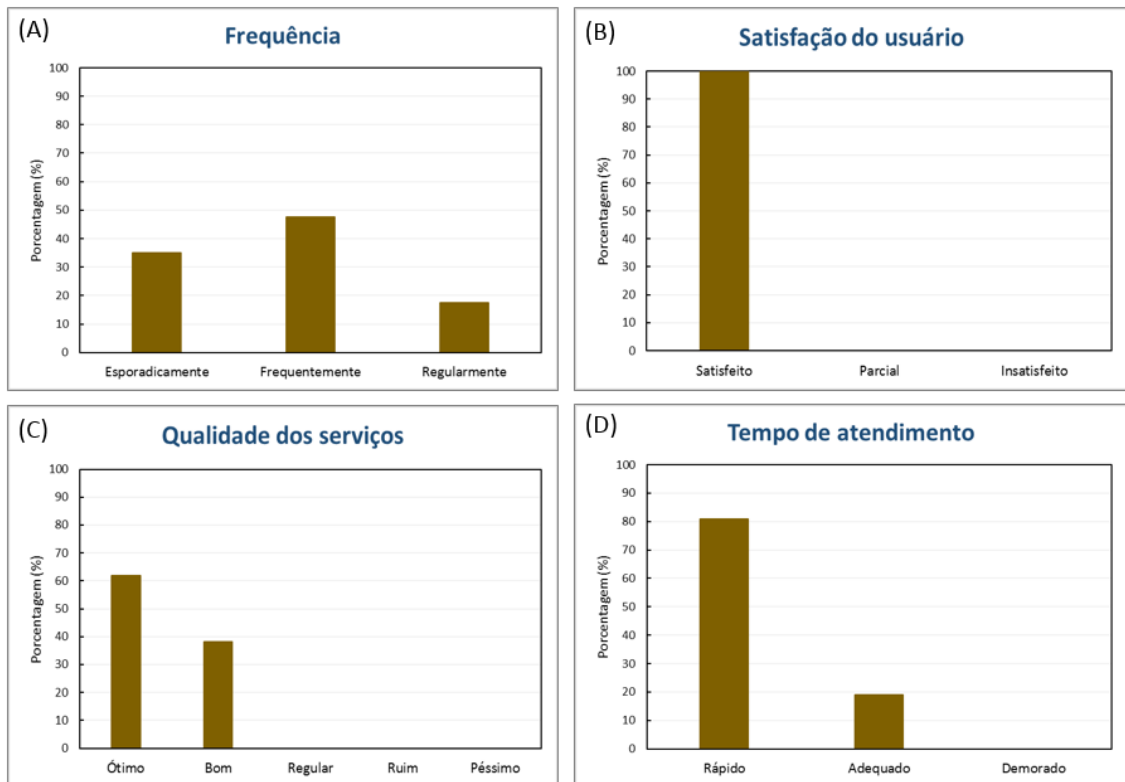 (A)
Frequência
Porcentagem (%)
100
90
80
70
60
50
40
30
20
10
0
Esporadicamente Frequentemente Regularmente
(B)
Satisfação do usuário
Porcentagem (%)
100
90
80
70
60
50
40
30
20
10
0
Satisfeito Parcial Insatisfeito
(C)
Qualidade dos serviços
Porcentagem (%)
100
90
80
70
60
50
40
30
20
10
0
Ótimo Bom Regular Ruim Péssimo
(D)
Tempo de atendimento
Porcentagem (%)
100
90
80
70
60
50
40
30
20
10
0
Rápido Adequado Demorado